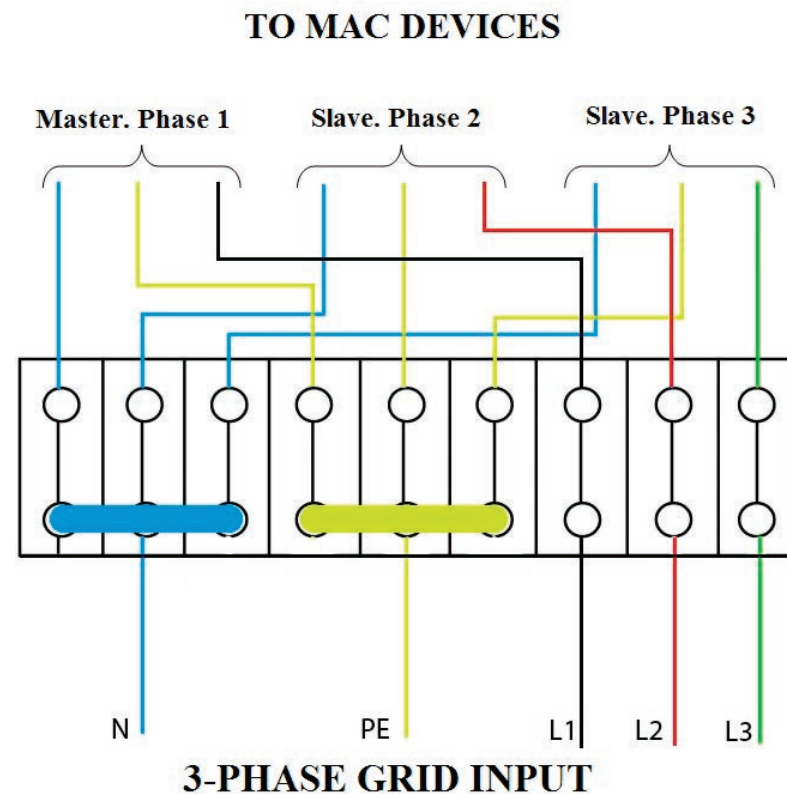 TO MAC DEVICES
Master. Phase 1
Slave. Phase 2
Slave. Phase 3
N
PE
L1
L2
L3
3-PHASE GRID INPUT